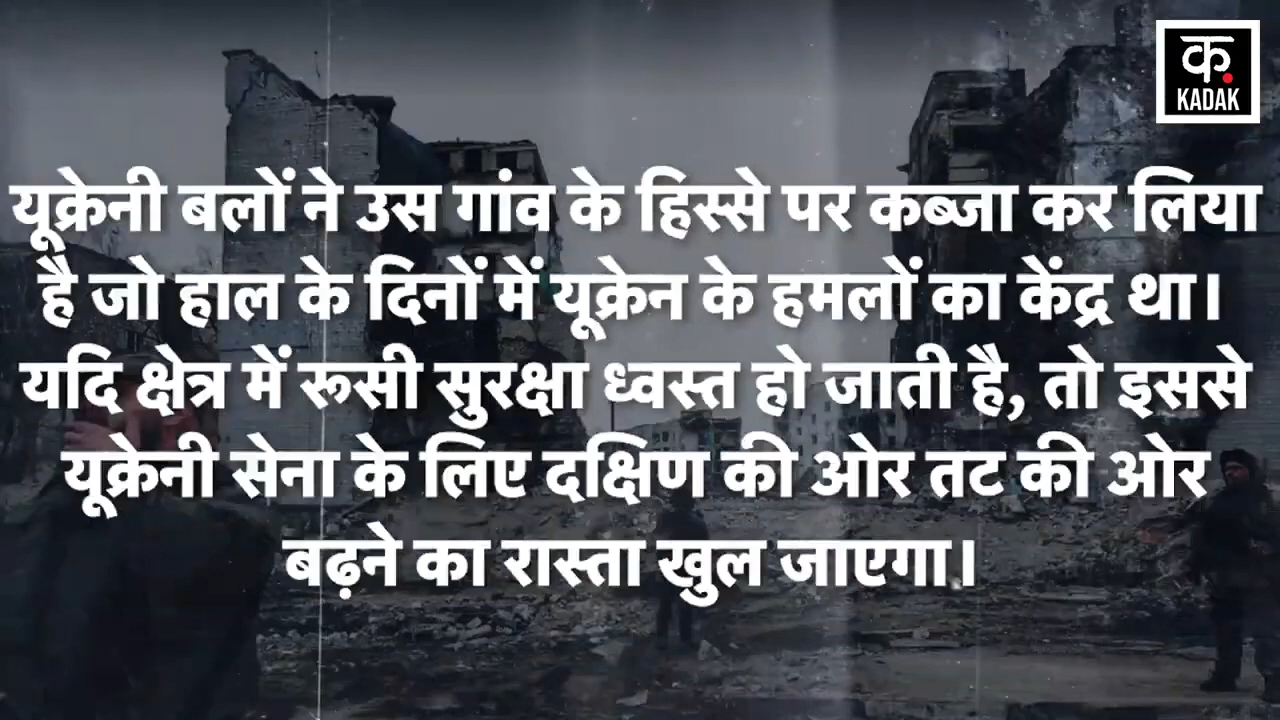 क.
KADAK
यूक्रेनी बलों ने उस गांव के हिस्से पर कब्जा कर लिया
है जो हाल के दिनों में यूक्रेन के हमलों का केंद्र था।
यदि क्षेत्र में रूसी सुरक्षा ध्वस्त हो जाती है, तो इससे
यूक्रेनी सेना के लिए दक्षिण की ओर तट की ओर
बढ़ने का रास्ता खुल जाएगा।